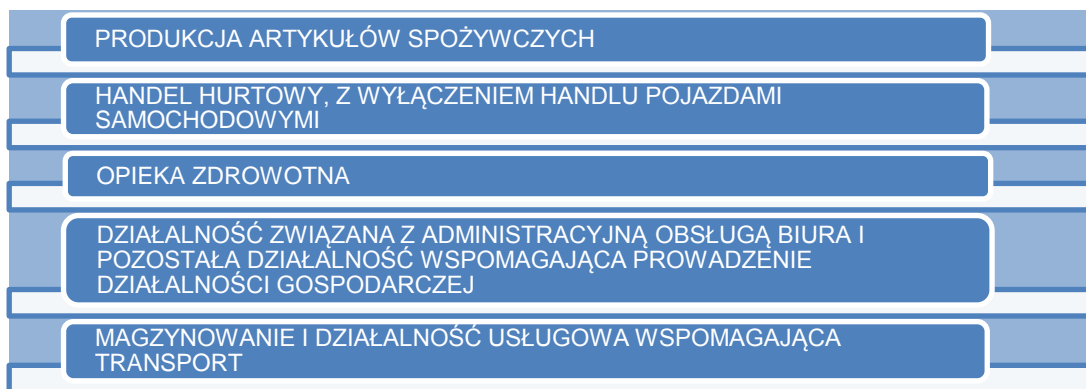 PRODUKCJA ARTYKUŁÓW SPOŻYWCZYCH
HANDEL HURTOWY, Z WYŁĄCZENIEM HANDLU POJAZDAMI
SAMOCHODOWYMI
OPIEKA ZDROWOTNA
DZIAŁALNOŚĆ ZWIĄZANA Z ADMINISTRACYJNĄ OBSŁUGĄ BIURA I
POZOSTAŁA DZIAŁALNOŚĆ WSPOMAGAJĄCA PROWADZENIE
DZIAŁALNOŚCI GOSPODARCZEJ
MAGZYNOWANIE I DZIAŁALNOŚĆ USŁUGOWA WSPOMAGAJĄCA
TRANSPORT